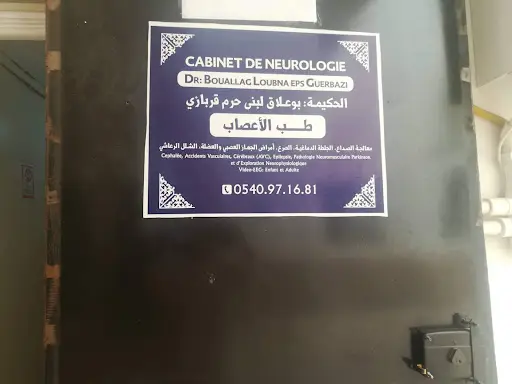 CABINET DE NEUROLOGIE
DR: BOUALLAG LOUBNA EPS GUERBAZI
الحكيمة: بوعلاق لبنى حرم قربازي
طب الأعصاب
معالجة الصداع، الجلطة الدماغية، الصرع، أمراض الجهاز العصبي والعضلة، الشلل الرعاشي
Céphalée, Accidents Vasculaires, Cérébraux (AVC), Epilepsie, Pathologie Neuromusculaire Parkinson,
et d'Exploration Neurophysiologique
Video-EEG: Enfant et Adulte
0540.97.16.81